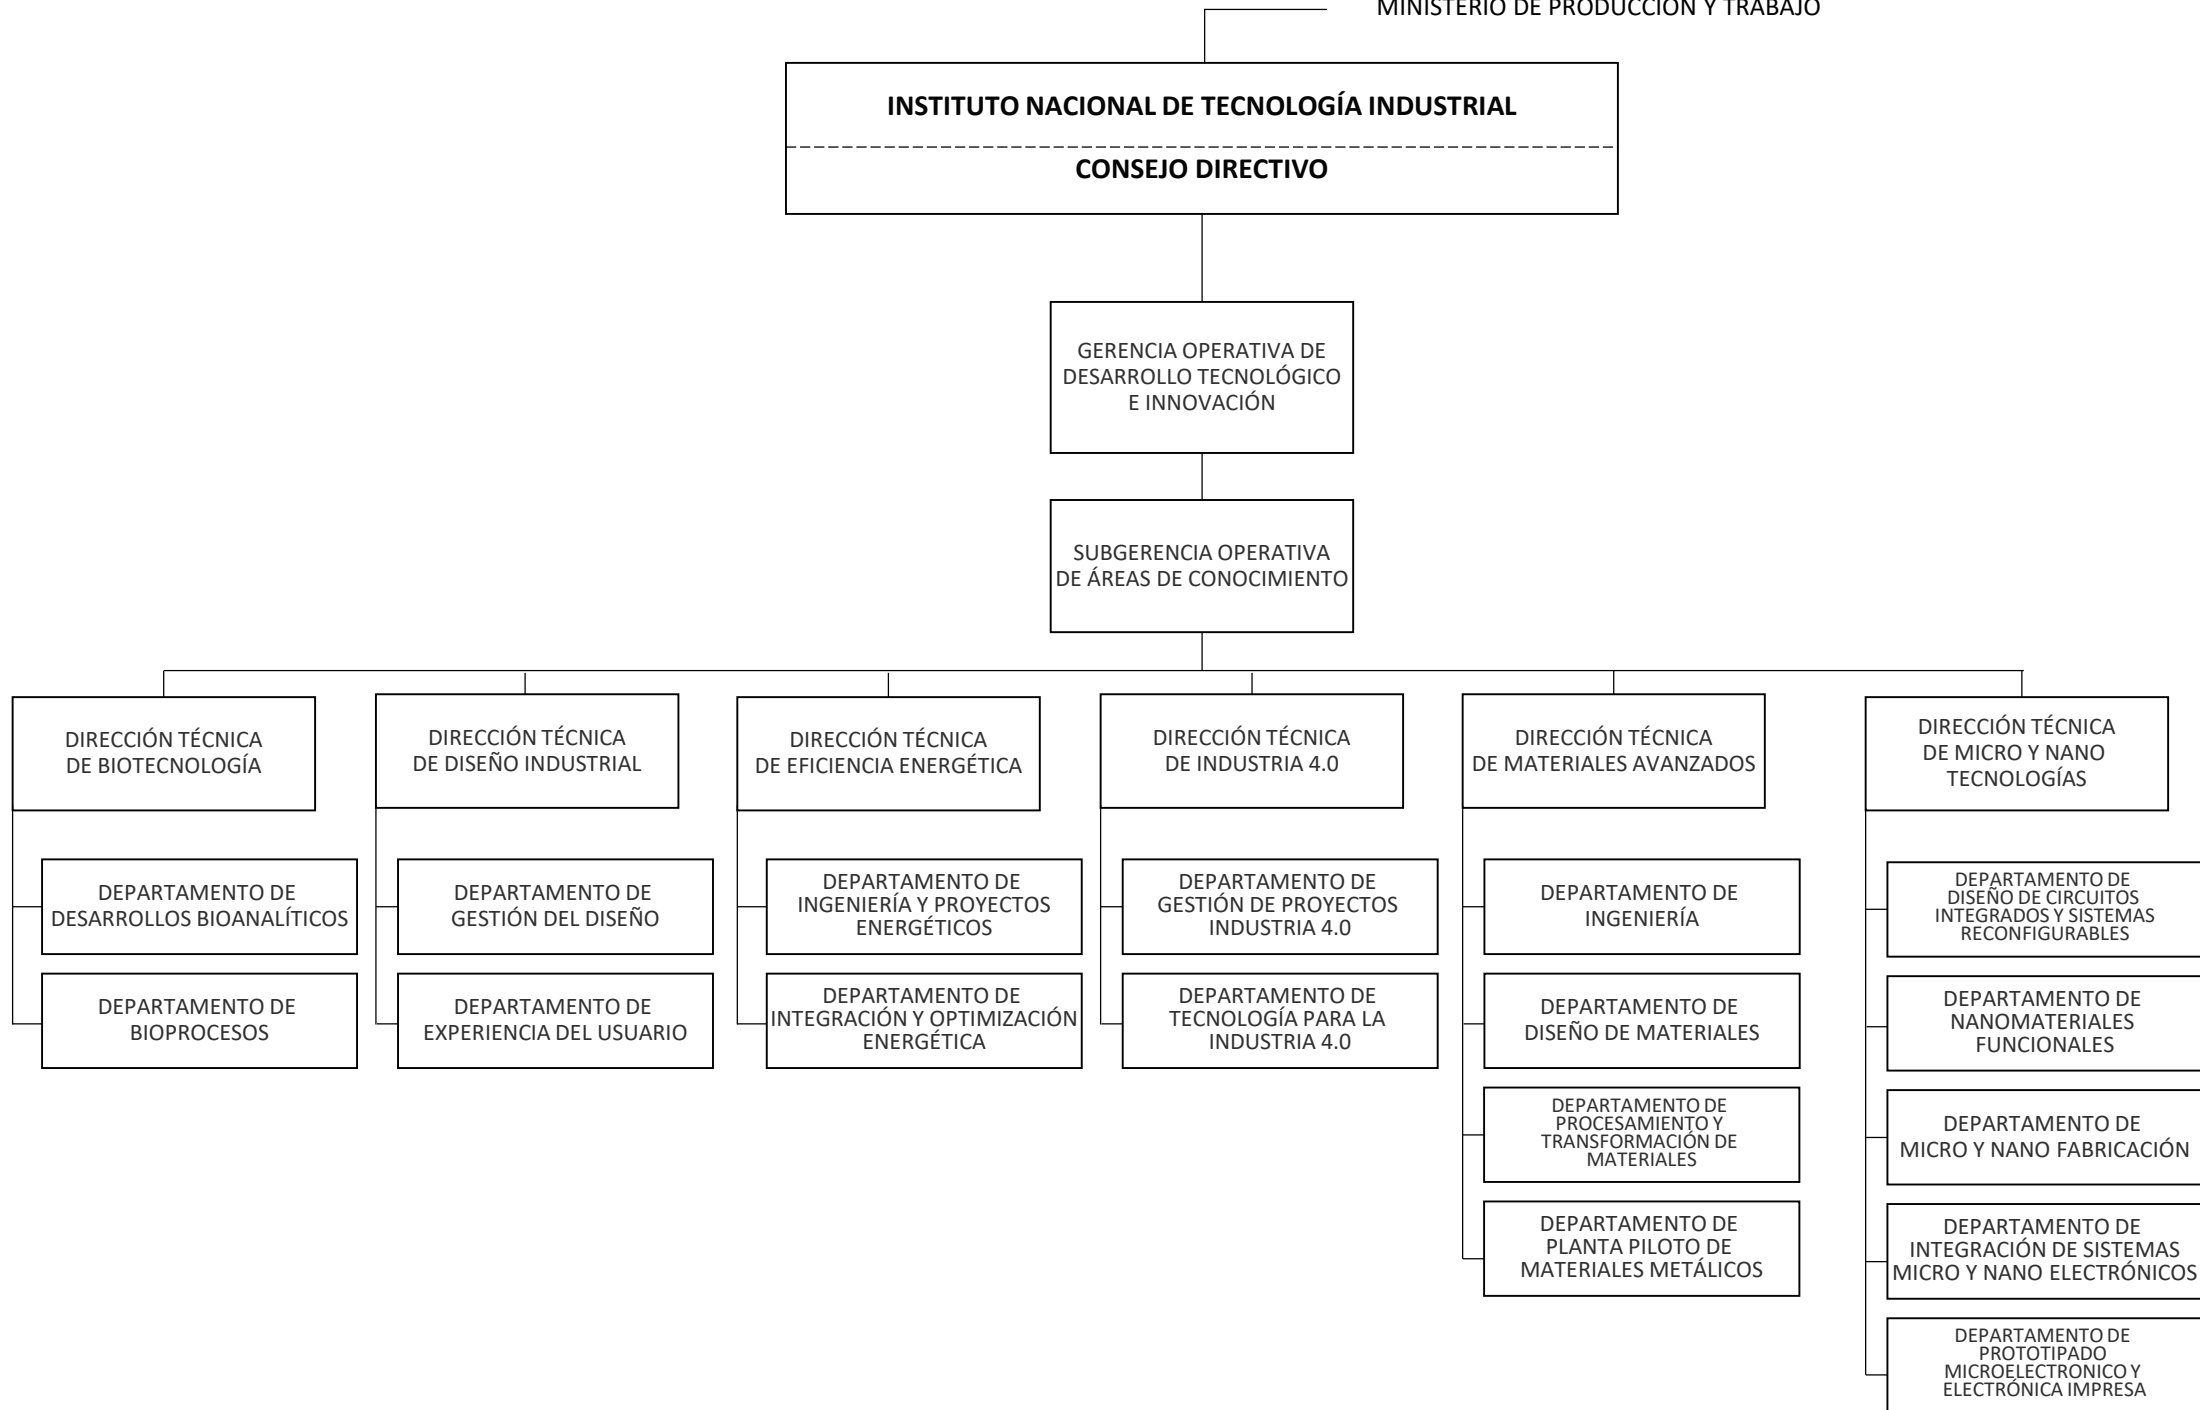 MINISTERIO DE PRODUCCIÓN Y TRABAJO
INSTITUTO NACIONAL DE TECNOLOGÍA INDUSTRIAL
CONSEJO DIRECTIVO
GERENCIA OPERATIVA DE
DESARROLLO TECNOLÓGICO
E INNOVACIÓN
SUBGERENCIA OPERATIVA
DE ÁREAS DE CONOCIMIENTO
DIRECCIÓN TÉCNICA
DE BIOTECNOLOGÍA
DEPARTAMENTO DE
DESARROLLOS BIOANALÍTICOS
DEPARTAMENTO DE
BIOPROCESOS
DIRECCIÓN TÉCNICA
DE DISEÑO INDUSTRIAL
DEPARTAMENTO DE
GESTIÓN DEL DISEÑO
DEPARTAMENTO DE
EXPERIENCIA DEL USUARIO
DIRECCIÓN TÉCNICA
DE EFICIENCIA ENERGÉTICA
DEPARTAMENTO DE
INGENIERÍA Y PROYECTOS
ENERGÉTICOS
DEPARTAMENTO DE
INTEGRACIÓN Y OPTIMIZACIÓN
ENERGÉTICA
DIRECCIÓN TÉCNICA
DE INDUSTRIA 4.0
DEPARTAMENTO DE
GESTIÓN DE PROYECTOS
INDUSTRIA 4.0
DEPARTAMENTO DE
TECNOLOGÍA PARA LA
INDUSTRIA 4.0
DIRECCIÓN TÉCNICA
DE MATERIALES AVANZADOS
DEPARTAMENTO DE
INGENIERÍA
DEPARTAMENTO DE
DISEÑO DE MATERIALES
DEPARTAMENTO DE
PROCESAMIENTO Y
TRANSFORMACIÓN DE
MATERIALES
DEPARTAMENTO DE
PLANTA PILOTO DE
MATERIALES METÁLICOS
DIRECCIÓN TÉCNICA
DE MICRO Y NANO
TECNOLOGÍAS
DEPARTAMENTO DE
DISEÑO DE CIRCUITOS
INTEGRADOS Y SISTEMAS
RECONFIGURABLES
DEPARTAMENTO DE
NANOMATERIALES
FUNCIONALES
DEPARTAMENTO DE
MICRO Y NANO FABRICACIÓN
DEPARTAMENTO DE
INTEGRACIÓN DE SISTEMAS
MICRO Y NANO ELECTRÓNICOS
DEPARTAMENTO DE
PROTOTIPADO
MICROELECTRONICO Y
ELECTRÓNICA IMPRESA